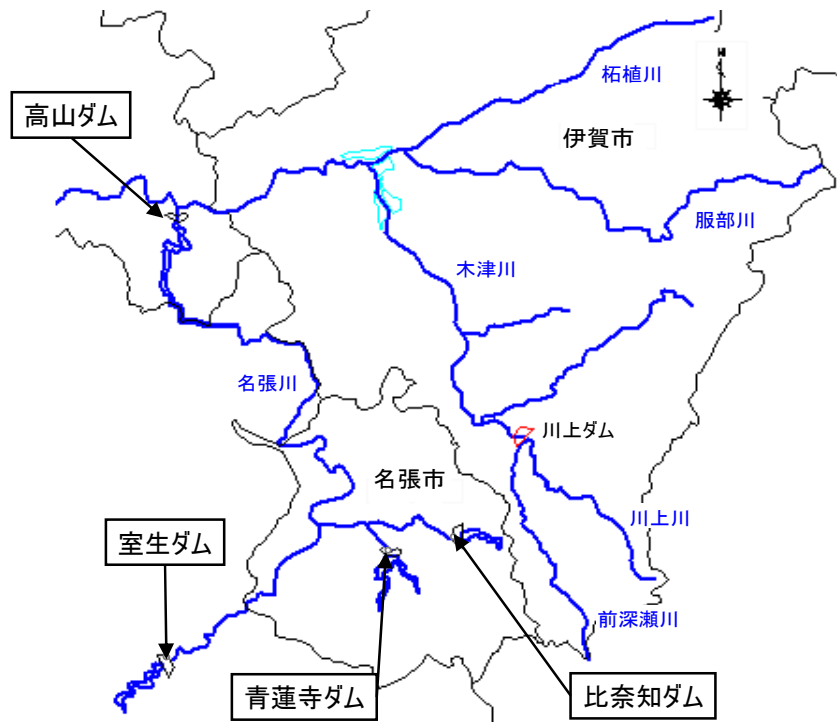 柘植川
N
高山ダム
伊賀市
服部川
木津川
名張川
川上ダム
名張市
川上川
室生ダム
前深瀬川
青蓮寺ダム
比奈知ダム